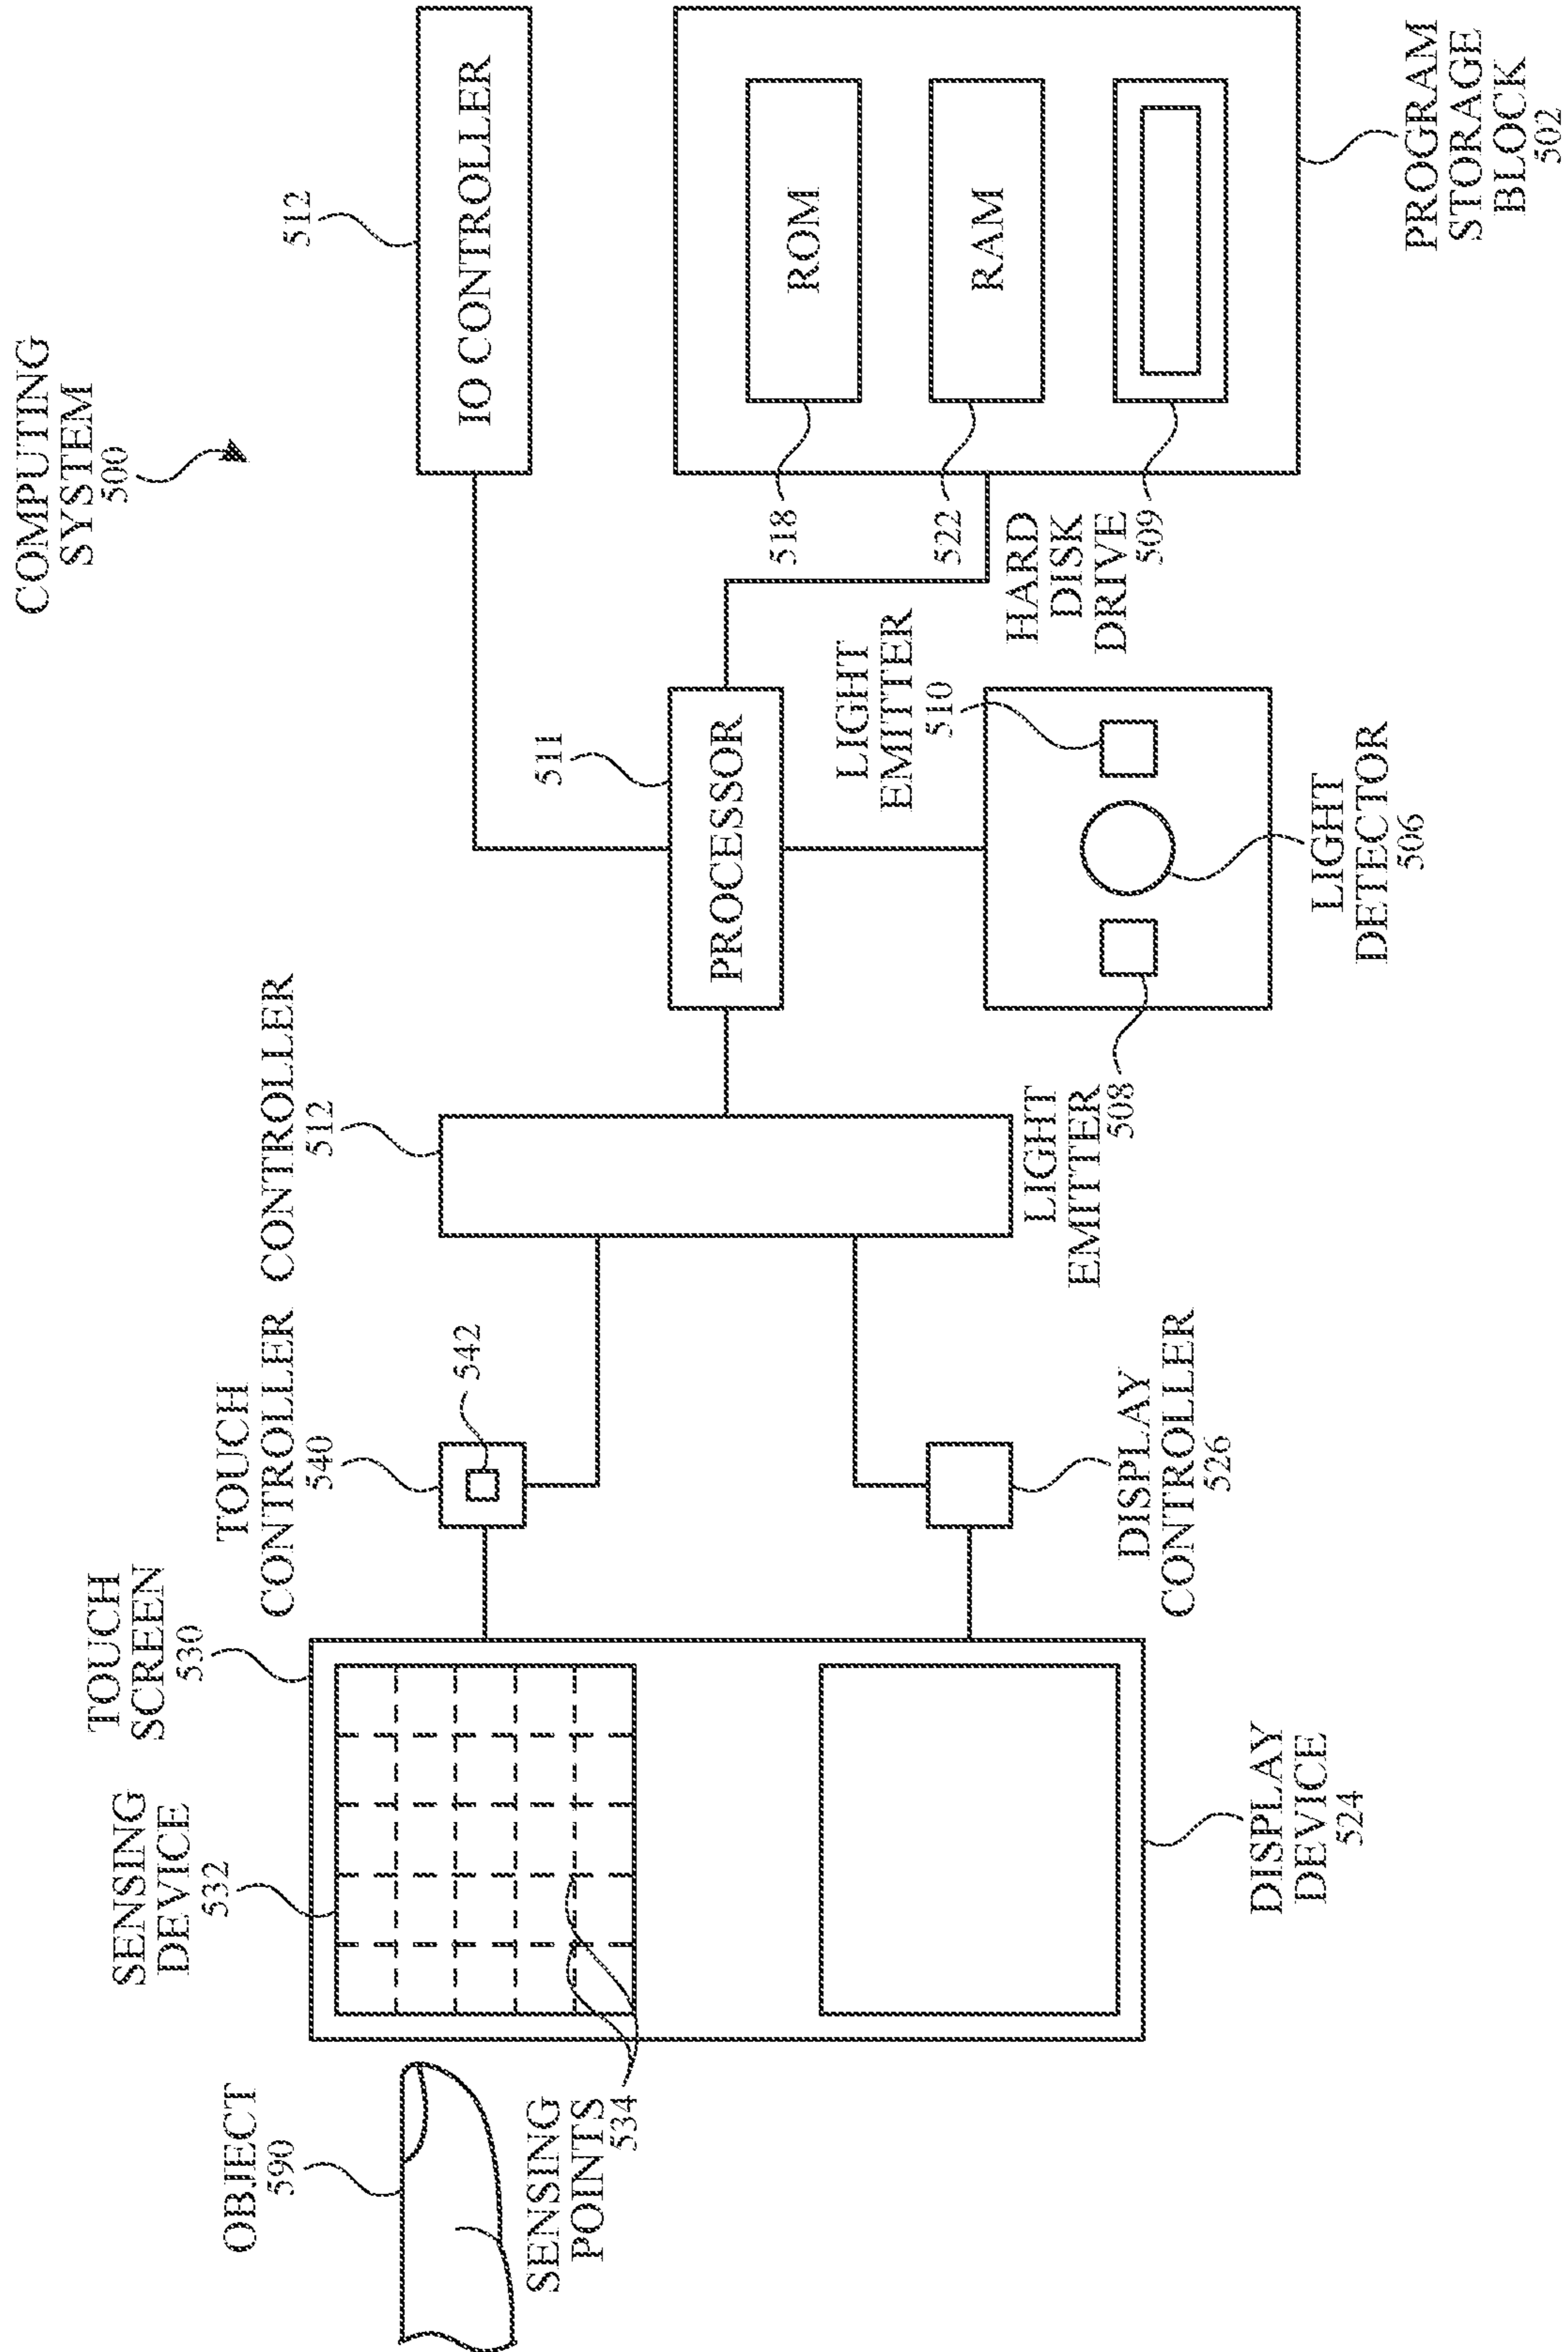 COMPUTING
SYSTEM
500
TOUCH
SCREEN
530
SENSING
DEVICE
532
TOUCH
CONTROLLER
540
CONTROLLER
512
512
OBJECT
590
542
IO CONTROLLER
SENSING
POINTS
534
511
PROCESSOR
ROM
518
LIGHT
EMITTER
510
RAM
522
HARD
DISK
DRIVE
509
LIGHT
EMITTER
508
DISPLAY
CONTROLLER
526
DISPLAY
DEVICE
524
LIGHT
DETECTOR
506
PROGRAM
STORAGE
BLOCK
502